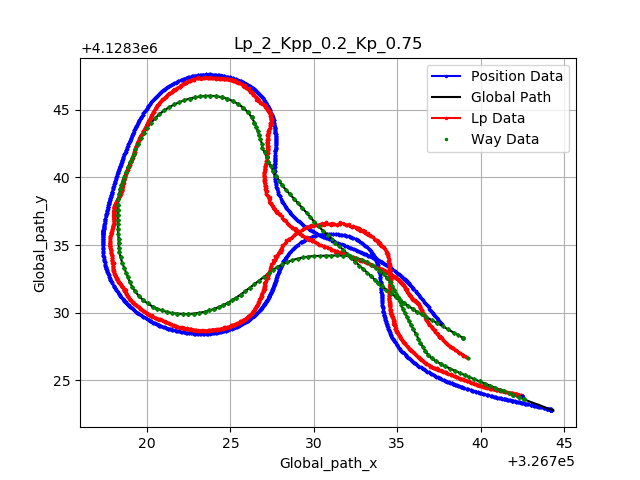 Lp_2_Kpp_0.2_Kp_0.75
+4.1283e6
Position Data
Global Path
Lp Data
Way Data
45
40
35
30
25
Global_path_y
20 25 30 35 40 45
Global_path_x
+3.267e5